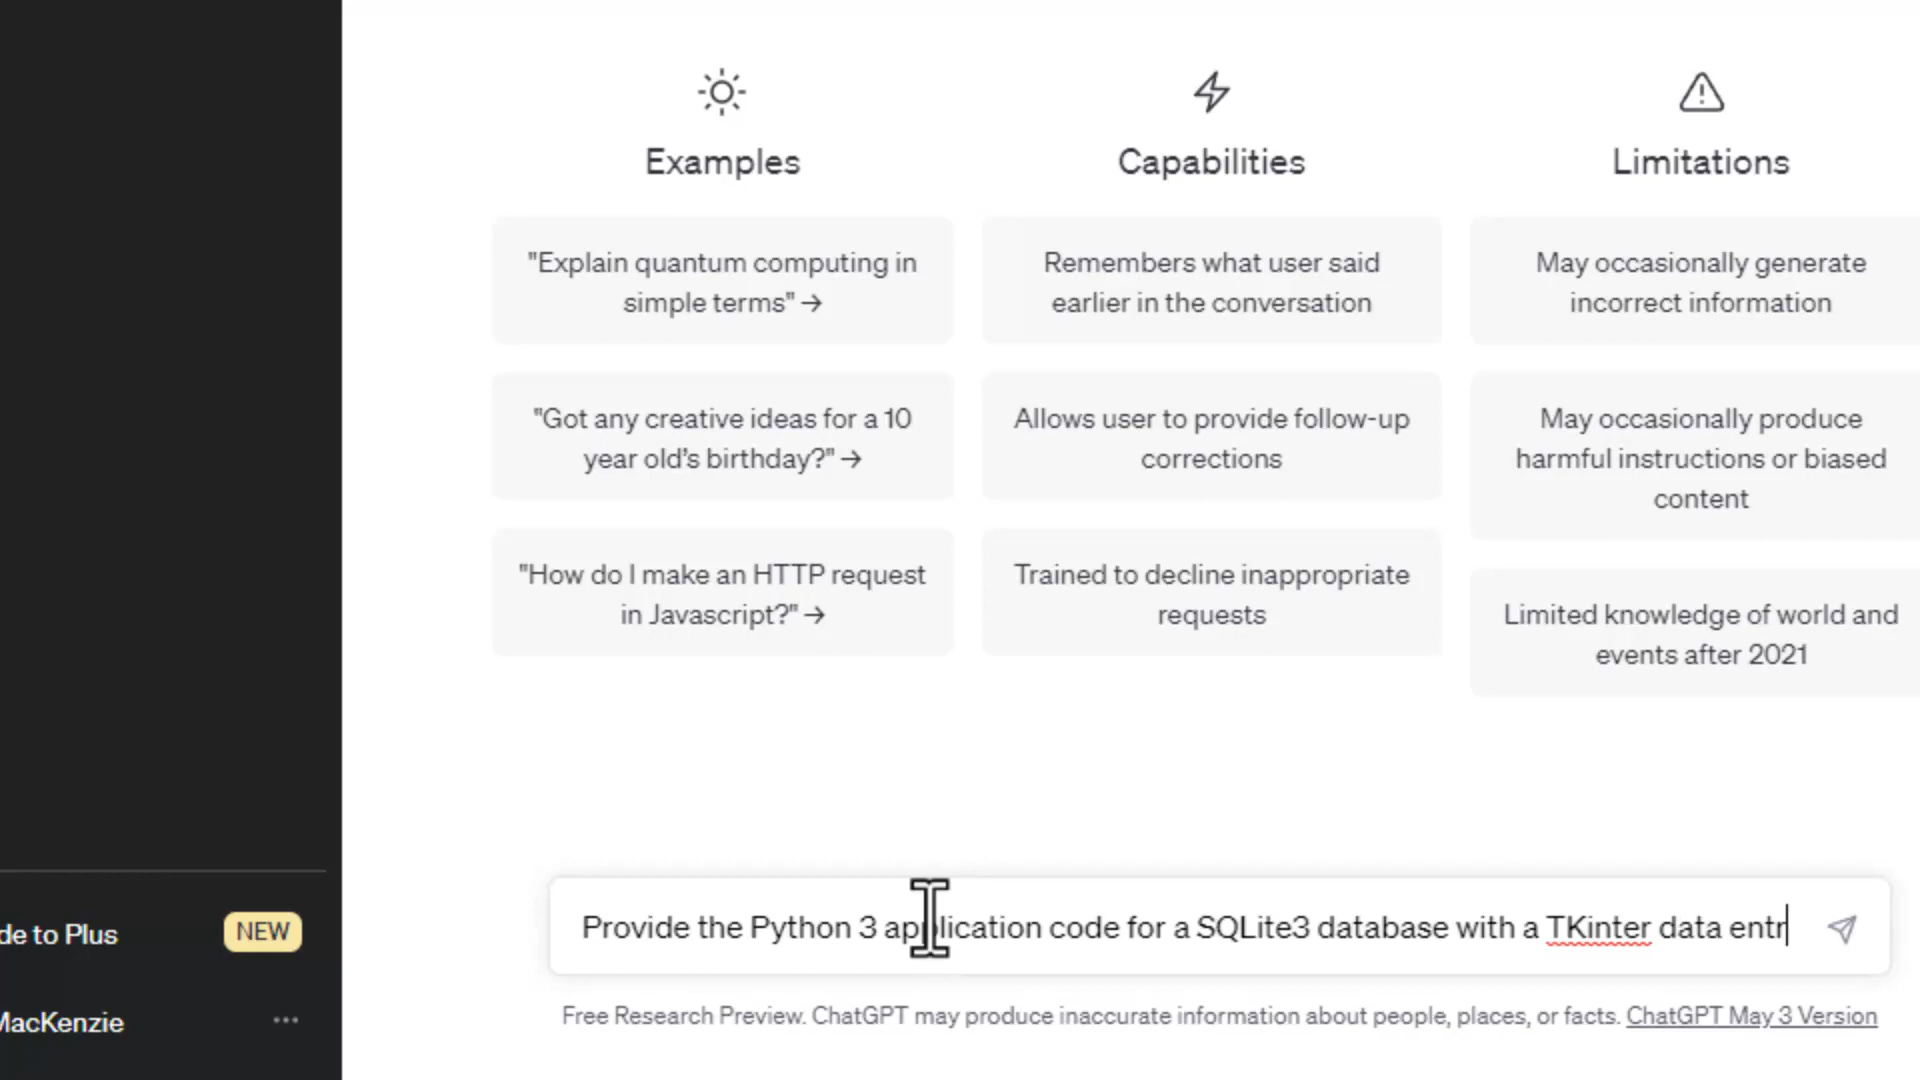 Examples
Capabilities
Limitations
"Explain quantum computing in
simple terms" →
Remembers what user said
earlier in the conversation
May occasionally generate
incorrect information
"Got any creative ideas for a 10
year old's birthday?" →
Allows user to provide follow-up
corrections
May occasionally produce
harmful instructions or biased
content
"How do I make an HTTP request
in Javascript?" →
Trained to decline inappropriate
requests
Limited knowledge of world and
events after 2021
de to Plus
NEW
Provide the Python 3 application code for a SQLite3 database with a TKinter data entr
MacKenzie
Free Research Preview. ChatGPT may produce inaccurate information about people, places, or facts. ChatGPT May 3 Version